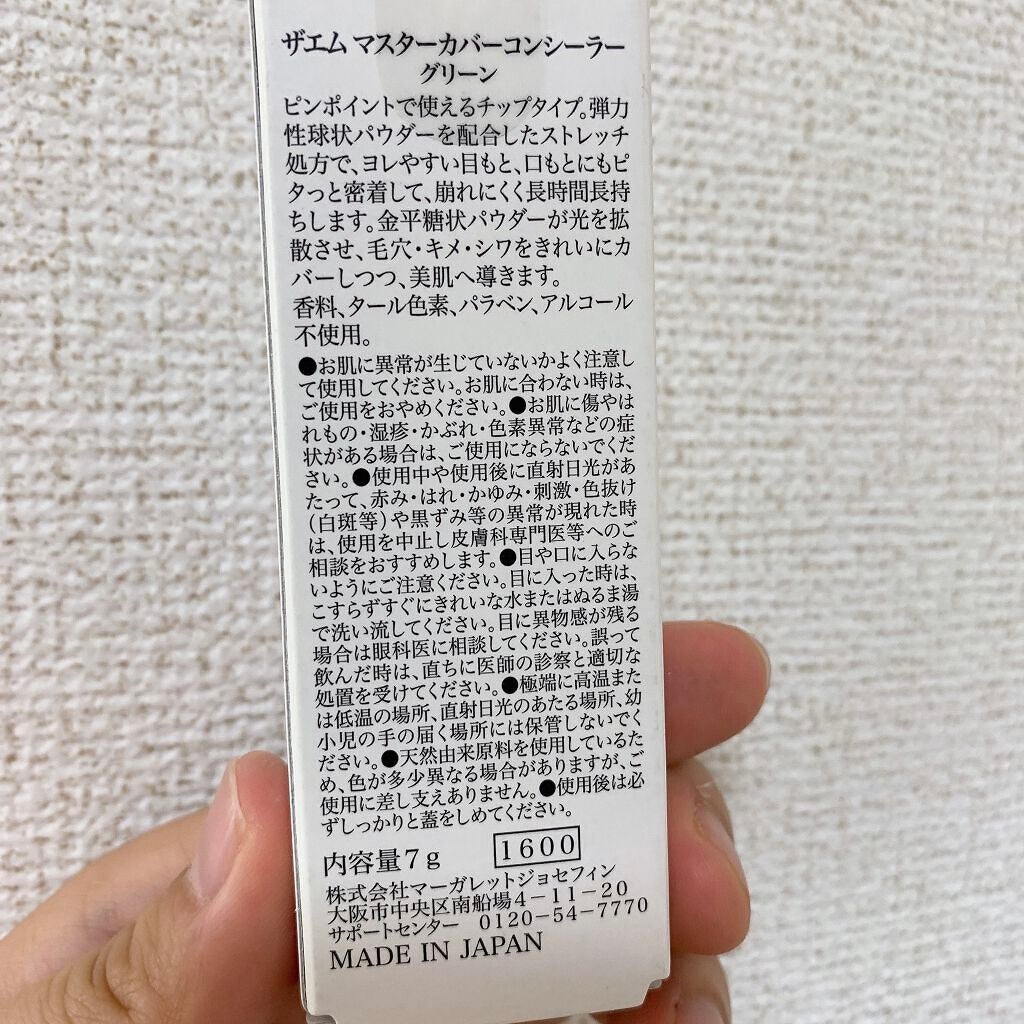 ザエム マスターカバーコンシーラー
グリーン
ピンポイントで使えるチップタイプ。弾力
性球状パウダーを配合したストレッチ
処方で、ヨレやすい目もと、口もとにもピ
タっと密着して、崩れにくく長時間長持
ちします。金平糖状パウダーが光を拡
散させ、毛穴・キメ・シワをきれいにカ
バーしつつ、美肌へ導きます。
香料、タール色素、パラベン、アルコール
不使用。
●お肌に異常が生じていないかよく注意し
て使用してください。お肌に合わない時は、
ご使用をおやめください。●お肌に傷やは
れもの・湿疹・かぶれ・色素異常などの症
状がある場合は、ご使用にならないでくだ
さい。●使用中や使用後に直射日光があ
たって、赤み・はれ・かゆみ・刺激・色抜け
(白斑等)や黒ずみ等の異常が現れた時
は、使用を中止し皮膚科専門医等へのご
相談をおすすめします。●目や口に入らな
いようにご注意ください。目に入った時は、
こすらずすぐにきれいな水またはぬるま湯
で洗い流してください。目に異物感が残る
場合は眼科医に相談してください。誤って
飲んだ時は、直ちに医師の診察と適切な
処置を受けてください。●極端に高温また
は低温の場所、直射日光のあたる場所、幼
小児の手の届く場所には保管しないでく
ださい。●天然由来原料を使用しているた
め、色が多少異なる場合がありますが、ご
使用に差し支えありません。●使用後は必
ずしっかりと蓋をしめてください。
内容量7g 1600
株式会社マーガレットジョセフィン
大阪市中央区南船場4-11-20
サポートセンター 0120-54-7770
MADE IN JAPAN